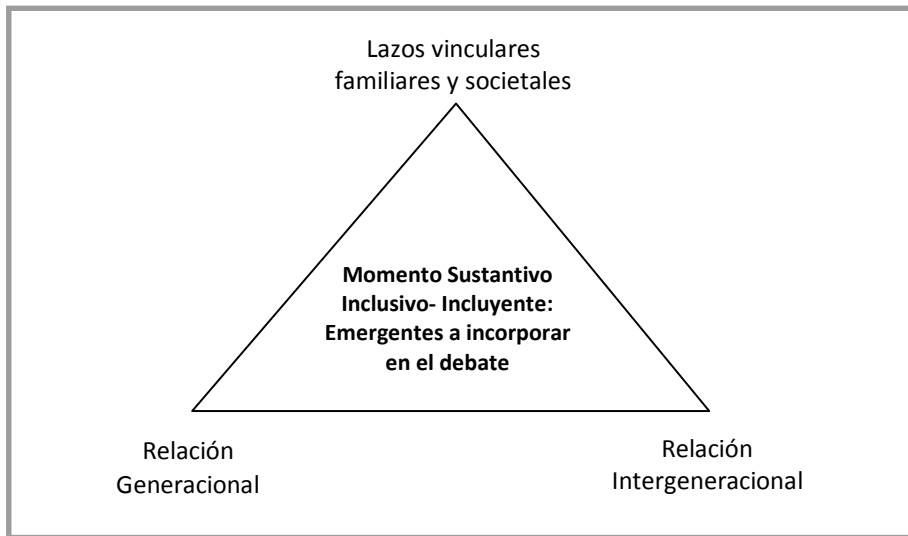 Lazos vinculares
familiares y societales
Momento Sustantivo
Inclusivo- Incluyente:
Emergentes a incorporar
en el debate
Relación
Generacional
Relación
Intergeneracional